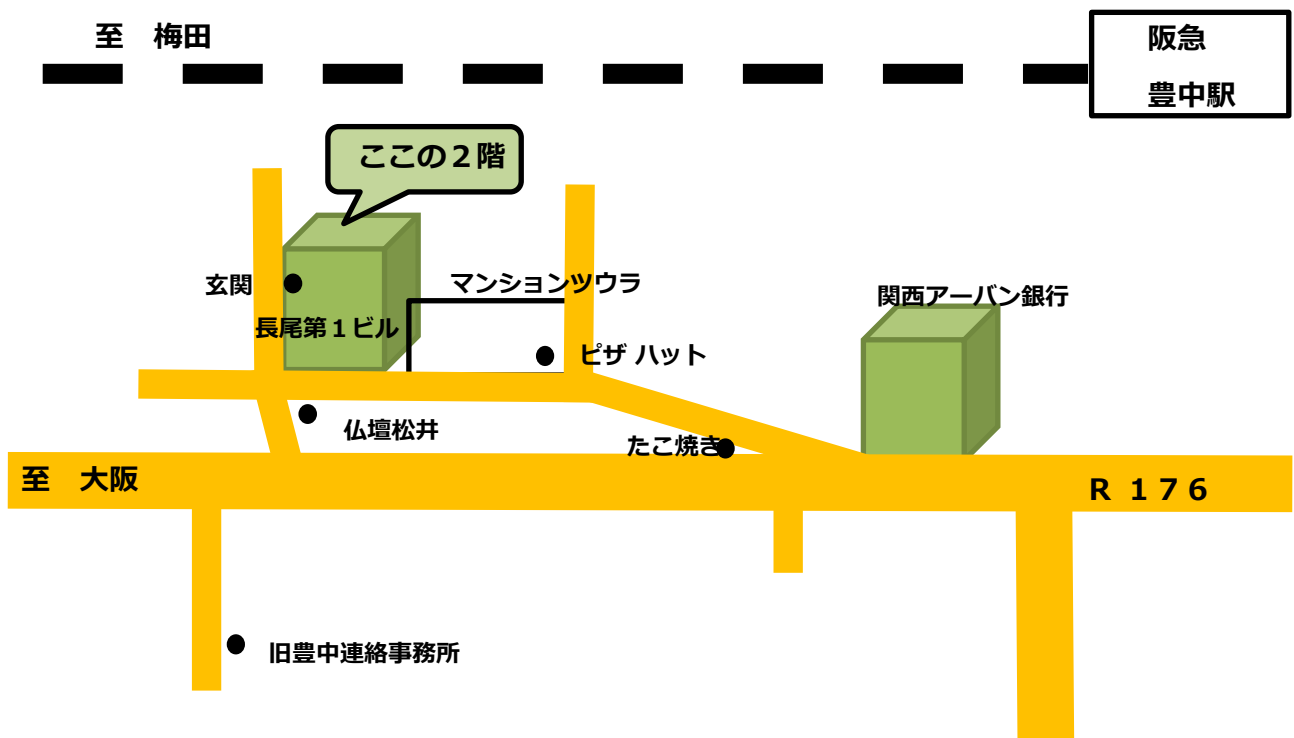 至　梅田
阪急
豊中駅
ここの２階
玄関
マンションツウラ
関西アーバン銀行
長尾第１ビル
ピザ ハット
仏壇松井
たこ焼き
至　大阪
R １７６
旧豊中連絡事務所